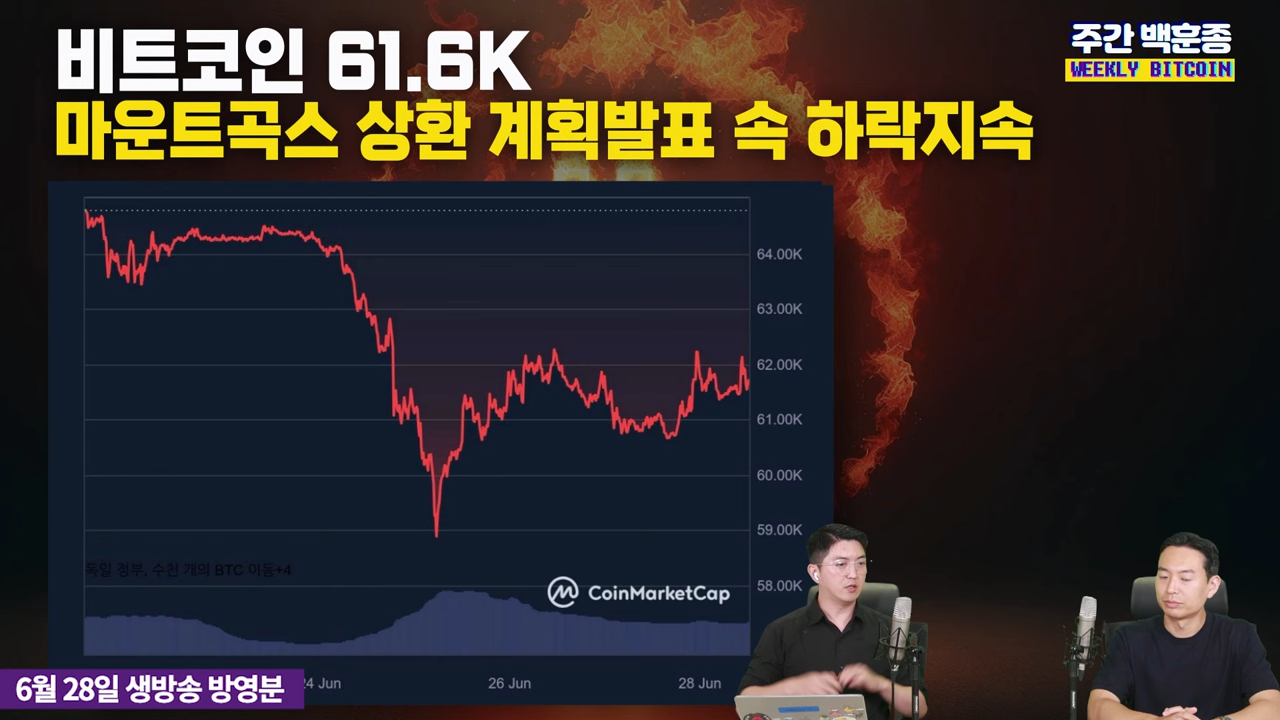 비트코인 61.6K
주간 백훈종
WEEKLY BITCOIN
마운트곡스 상환 계획발표 속 하락지속
64.00K
63.00K
62.00K
61.00K
60.00K
59.00K
58.00K
독일 정부, 수천 개의 BTC 이동+4
CoinMarketCap
4 Jun
26 Jun
28 Jun
6월 28일 생방송 방영분